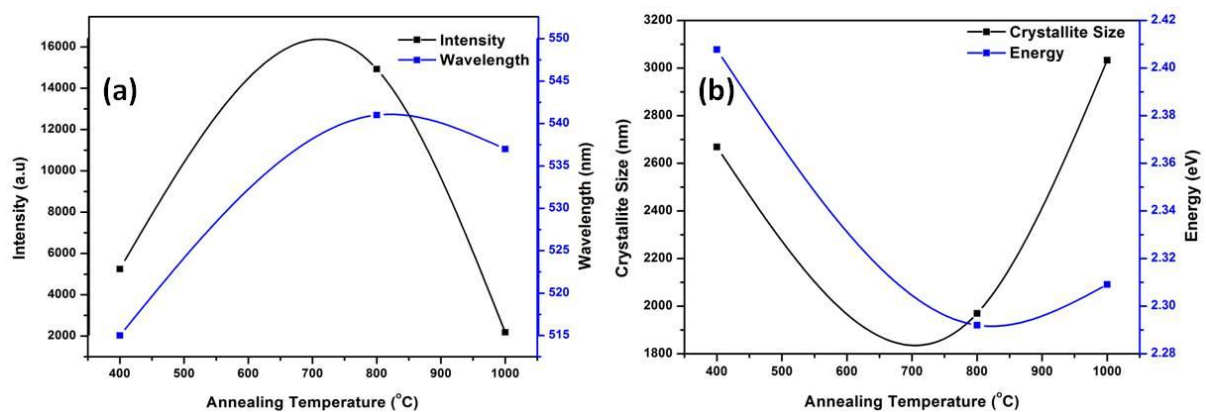 (a)
Intensity
Wavelength
16000
14000
12000
10000
8000
6000
4000
2000
Intensity (a.u)
550
545
540
535
530
525
520
515
Wavelength (nm)
400 500 600 700 800 900 1000
Annealing Temperature (°C)
(b)
Crystallite Size
Energy
3200
3000
2800
2600
2400
2200
2000
1800
Crystallite Size (nm)
2.42
2.40
2.38
2.36
2.34
2.32
2.30
2.28
Energy (eV)
400 500 600 700 800 900 1000
Annealing Temperature (°C)